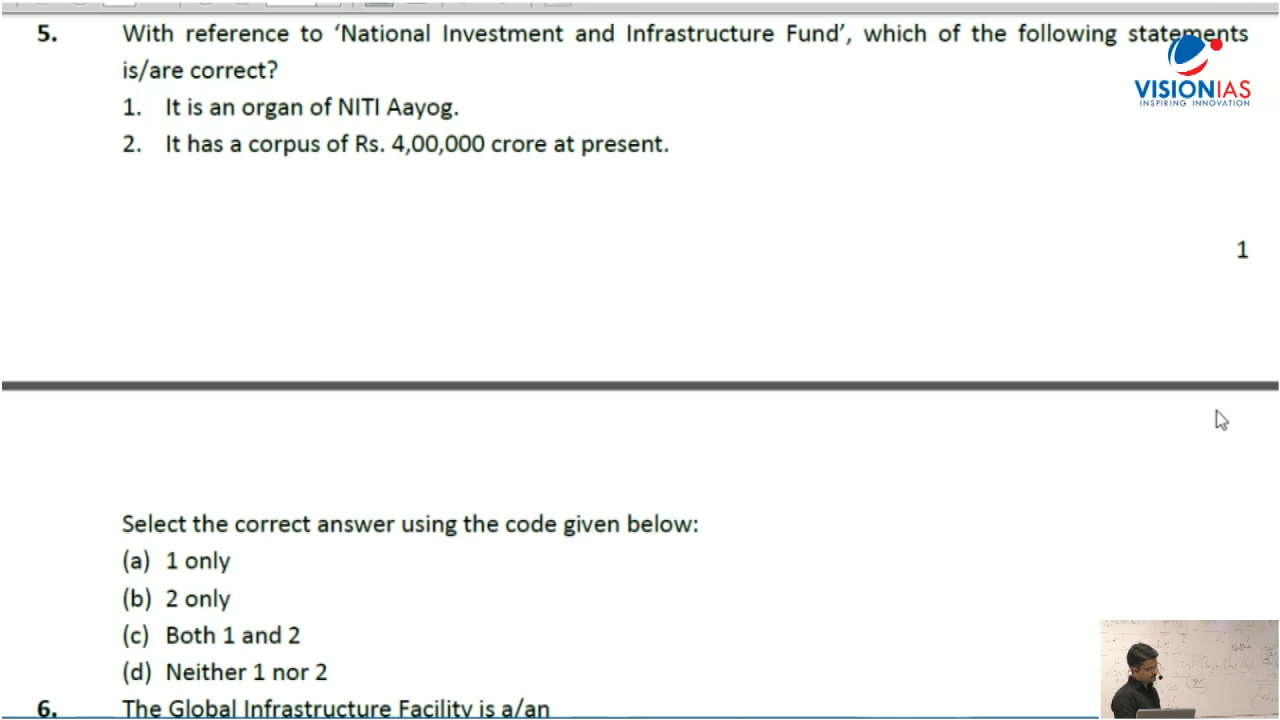 5. With reference to ‘National Investment and Infrastructure Fund’, which of the following statements
is/are correct?
1. It is an organ of NITI Aayog.
2. It has a corpus of Rs. 4,00,000 crore at present.
VISIONIAS
INSPIRING INNOVATION
1
Select the correct answer using the code given below:
(a) 1 only
(b) 2 only
(c) Both 1 and 2
(d) Neither 1 nor 2
6. The Global Infrastructure Facility is a/an